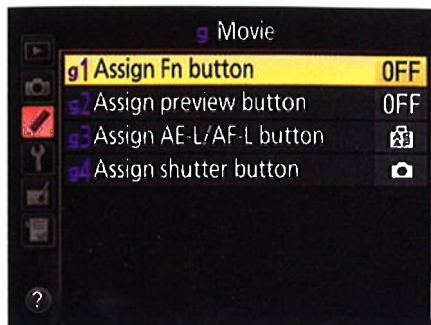 g Movie
g1 Assign Fn button OFF
g2 Assign preview button OFF
g3 Assign AE-L/AF-L button
g4 Assign shutter button
?